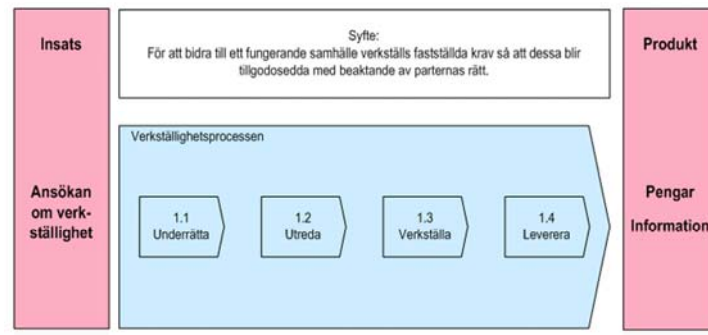 Insats
Ansökan
om verk-
ställighet
Syfte:
För att bidra till ett fungerande samhälle verkställs fastställda krav så att dessa blir
tillgodosedda med beaktande av parternas rätt.
Verkställighetsprocessen
1.1
Underrätta
1.2
Utreda
1.3
Verkställa
1.4
Leverera
Produkt
Pengar
Information